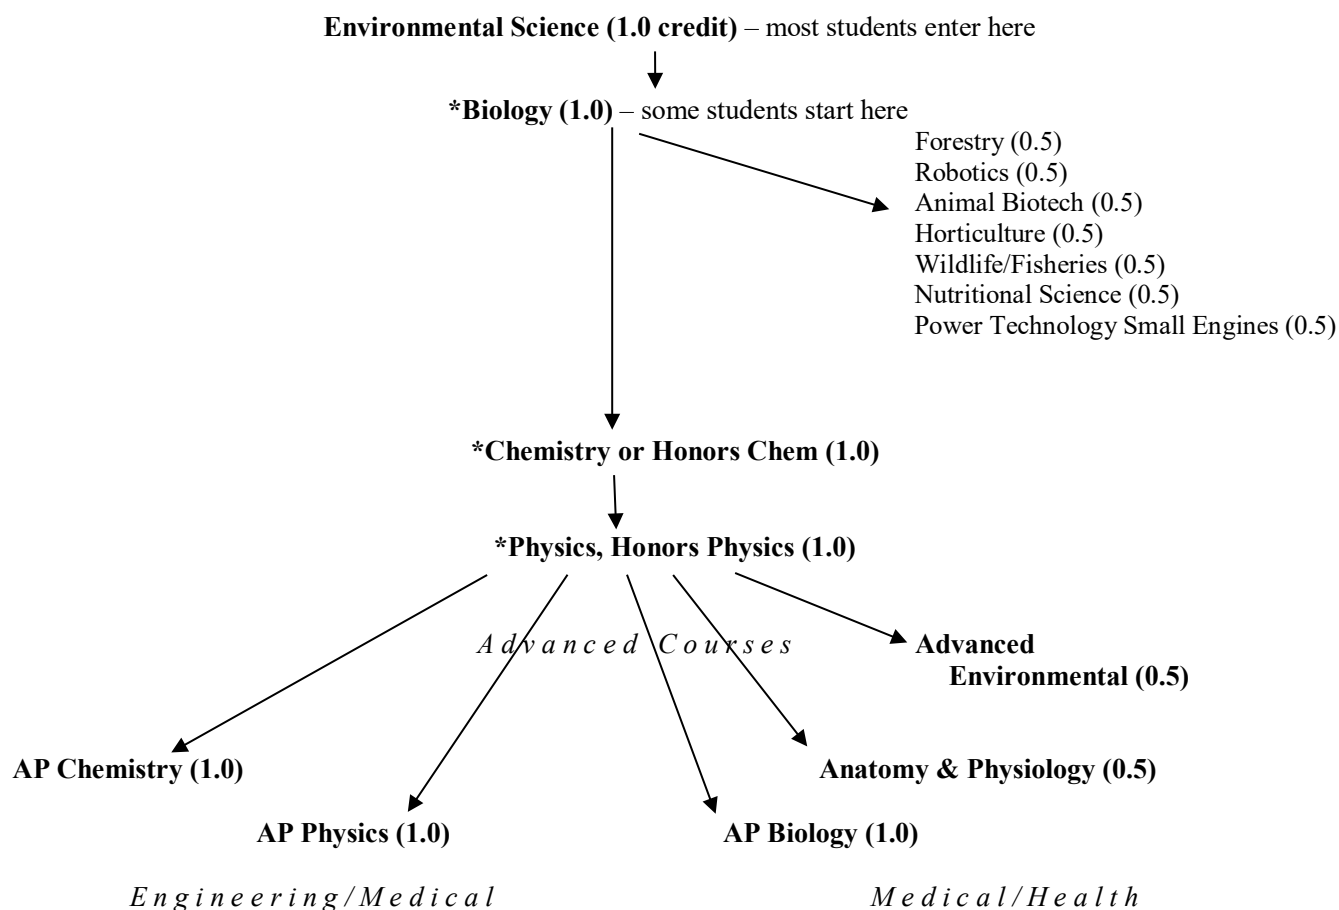 Environmental Science (1.0 credit) – most students enter here
*Biology (1.0) – some students start here
Forestry (0.5)
Robotics (0.5)
Animal Biotech (0.5)
Horticulture (0.5)
Wildlife/Fisheries (0.5)
Nutritional Science (0.5)
Power Technology Small Engines (0.5)
*Chemistry or Honors Chem (1.0)
*Physics, Honors Physics (1.0)
Advanced Courses
Advanced
Environmental (0.5)
AP Chemistry (1.0)
Anatomy & Physiology (0.5)
AP Physics (1.0)
AP Biology (1.0)
Engineering/Medical
Medical/Health